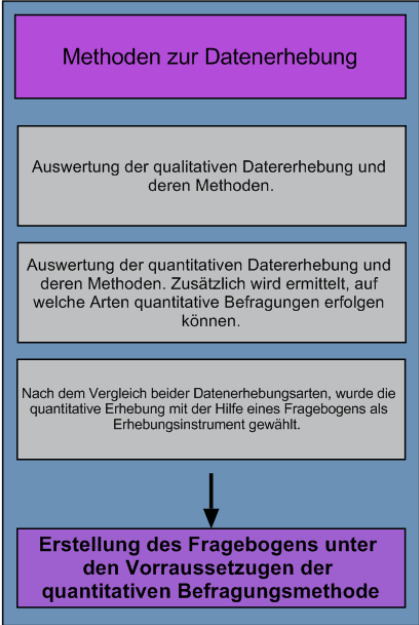 Methoden zur Datenerhebung
Auswertung der qualitativen Datererhebung und
deren Methoden.
Auswertung der quantitativen Datererhebung und
deren Methoden. Zusätzlich wird ermittelt, auf
welche Arten quantitative Befragungen erfolgen
können.
Nach dem Vergleich beider Datenerhebungsarten, wurde die
quantitative Erhebung mit der Hilfe eines Fragebogens als
Erhebungsinstrument gewählt.
Erstellung des Fragebogens unter
den Vorraussetzugen der
quantitativen Befragungsmethode